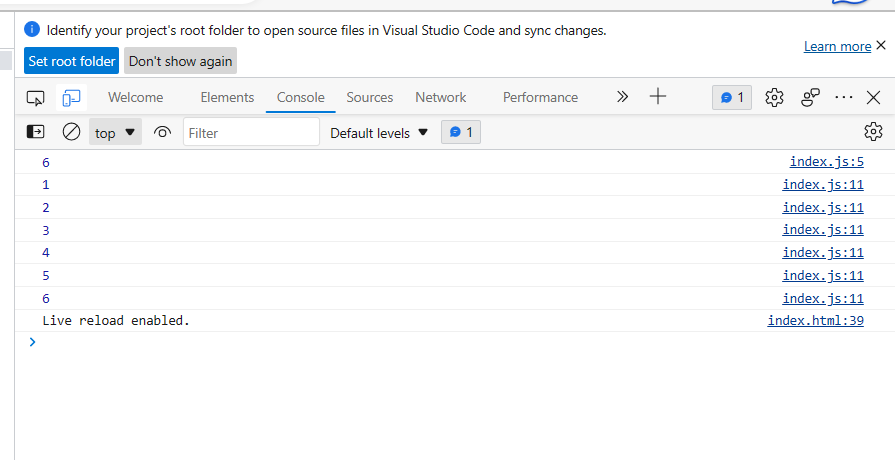 Identify your project's root folder to open source files in Visual Studio Code and sync changes.
Learn more
Set root folder Don't show again
Welcome Elements Console Sources Network Performance 1
top Filter Default levels 1
6 index.js:5
1 index.js:11
2 index.js:11
3 index.js:11
4 index.js:11
5 index.js:11
6 index.js:11
Live reload enabled. index.html:39